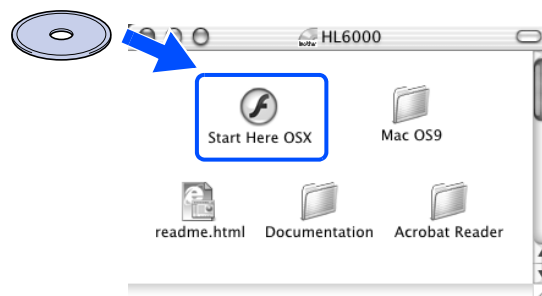 HL6000
Start Here OSX
Mac OS9
readme.html
Documentation
Acrobat Reader